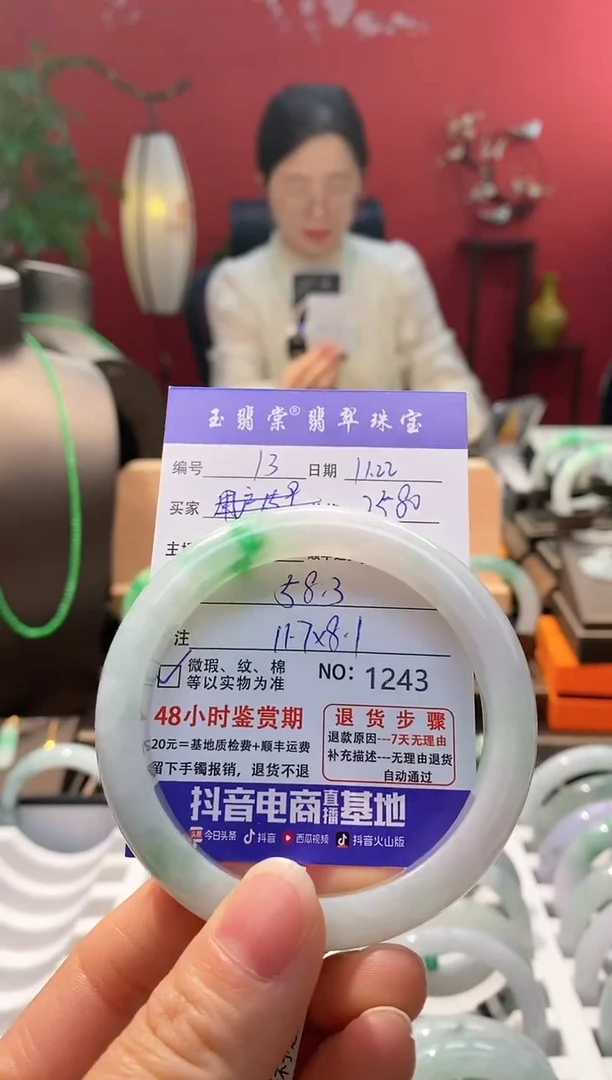 玉翡棠®翡翠珠宝
编号 13 日期 11.22
买家 用户 2580
主
58.3
注 11.7x8.1
微瑕、纹、棉 NO：1243
等以实物为准
48小时鉴赏期
20元=基地质检费+顺丰运费
留下手镯报销，退货不退
退货步骤
退款原因---7天无理由
补充描述---无理由退货
自动通过
抖音电商直播基地
头条 今日头条 抖音 西瓜视频 抖音火山版